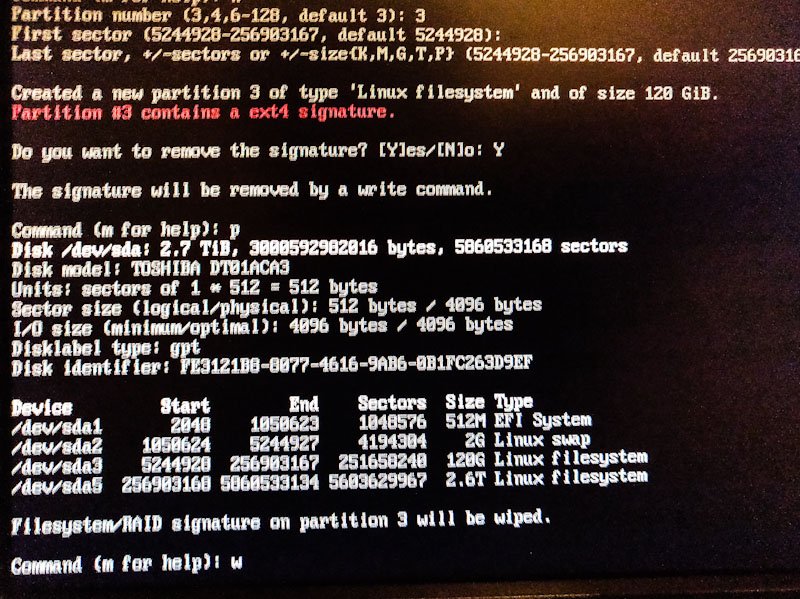 Command (m for help): w
Partition number (3,4,6-128, default 3): 3
First sector (5244928-256903167, default 5244928):
Last sector, +/-sectors or +/-size{K,M,G,T,P} (5244928-256903167, default 25690316
Created a new partition 3 of type 'Linux filesystem' and of size 120 GiB.
Partition #3 contains a ext4 signature.
Do you want to remove the signature? [Y]es/[N]o: Y
The signature will be removed by a write command.
Command (m for help): p
Disk /dev/sda: 2.7 TiB, 3000592982016 bytes, 5860533168 sectors
Disk model: TOSHIBA DT01ACA3
Units: sectors of 1 * 512 = 512 bytes
Sector size (logical/physical): 512 bytes / 4096 bytes
I/O size (minimum/optimal): 4096 bytes / 4096 bytes
Disklabel type: gpt
Disk identifier: FE3121B8-8077-4616-9AB6-0B1FC263D9EF
Device Start End Sectors Size Type
/dev/sda1 2048 1050623 1048576 512M EFI System
/dev/sda2 1050624 5244927 4194304 2G Linux swap
/dev/sda3 5244928 256903167 251658240 120G Linux filesystem
/dev/sda5 256903168 5860533134 5603629967 2.6T Linux filesystem
Filesystem/RAID signature on partition 3 will be wiped.
Command (m for help): w